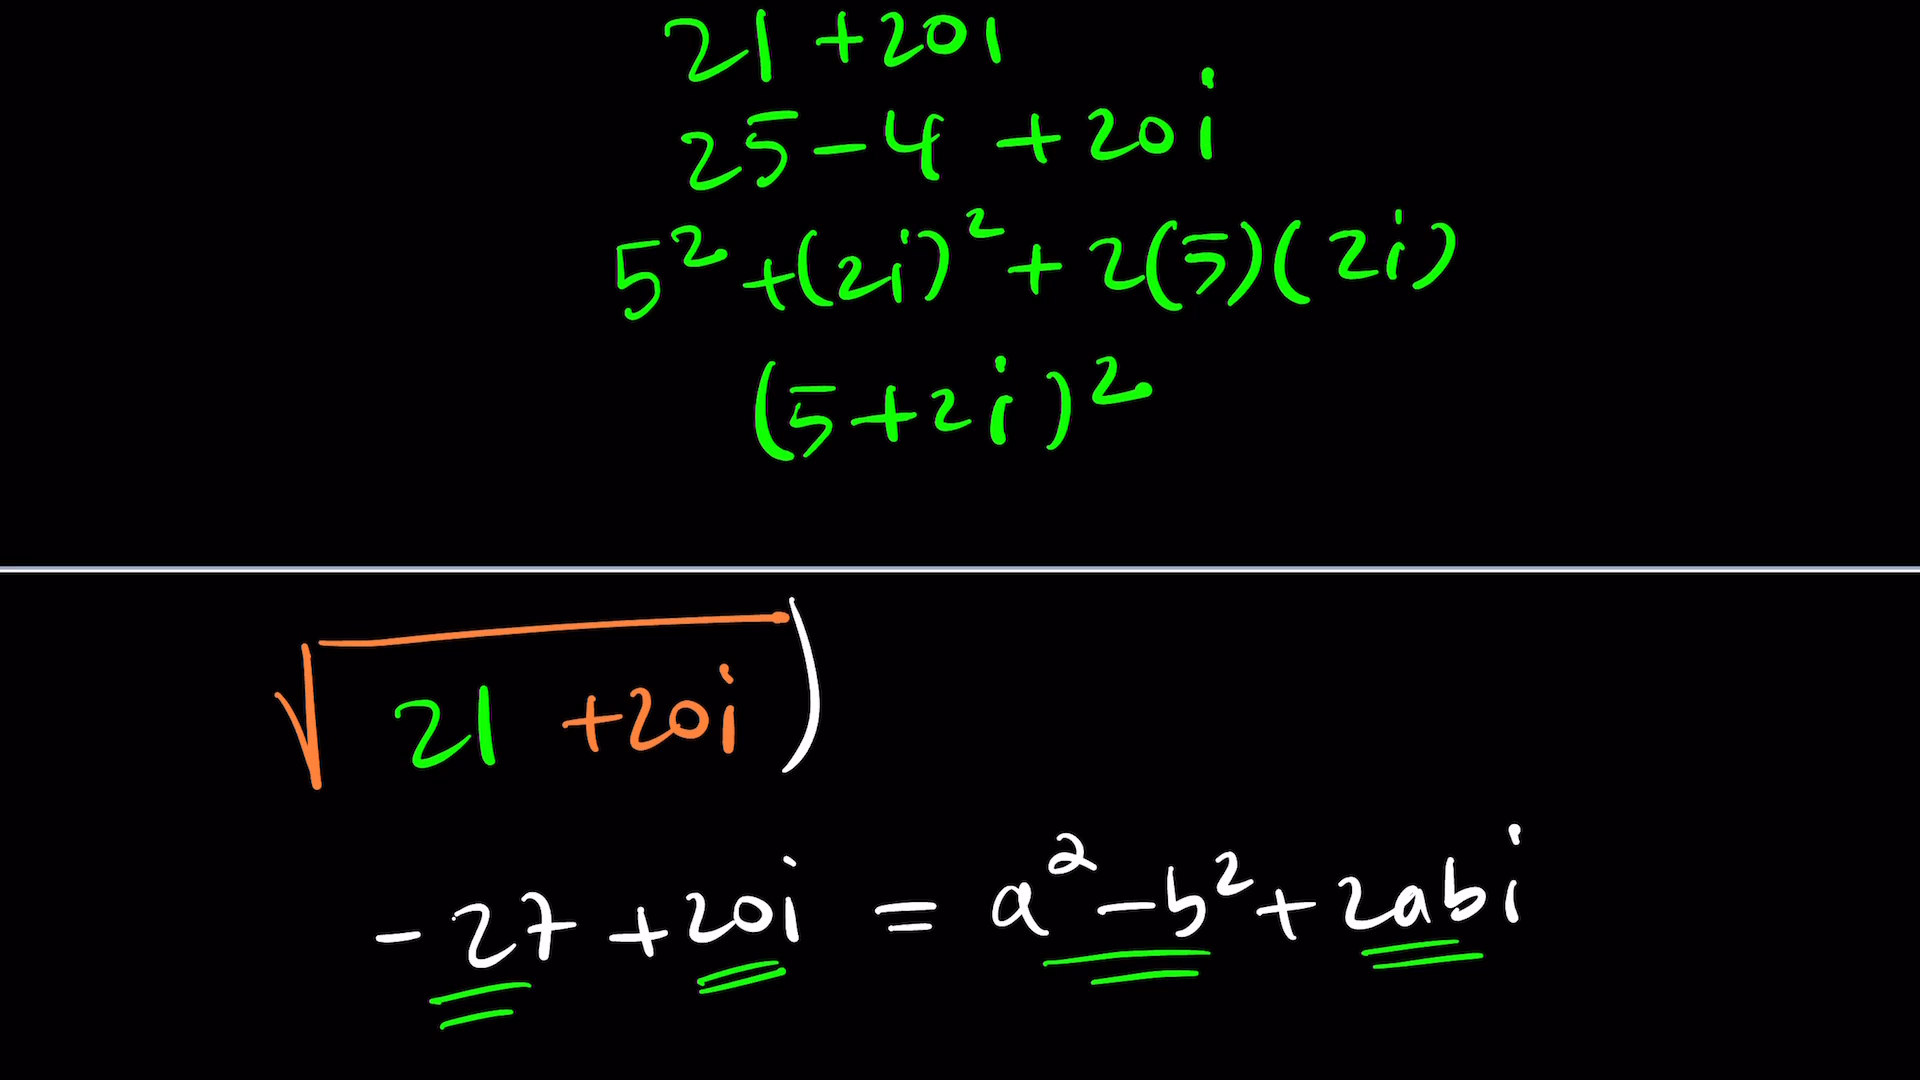 21 + 20i
25 - 4 + 20i
5² + (2i)² + 2(5)(2i)
(5 + 2i)²
√21 + 20i )
-27 + 20i = a² - b² + 2abi